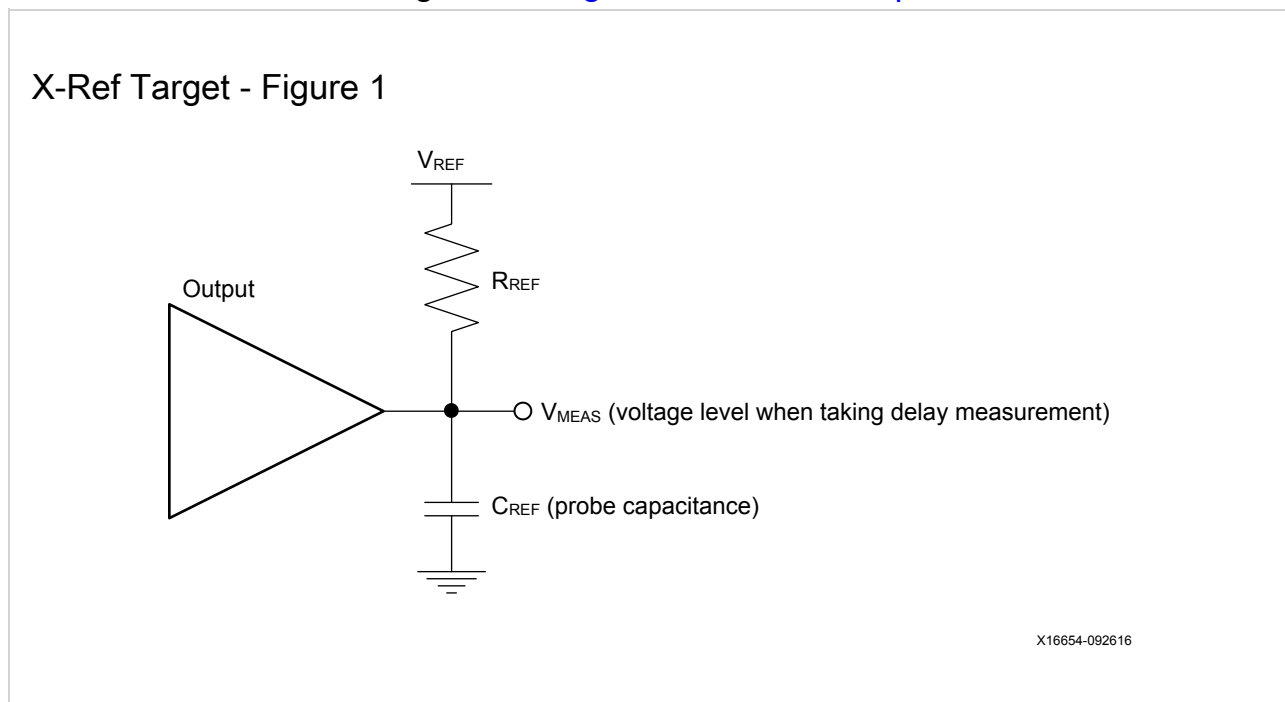 X-Ref Target - Figure 1
VREF
RREF
Output
VMEAS (voltage level when taking delay measurement)
CREF (probe capacitance)
X16654-092616